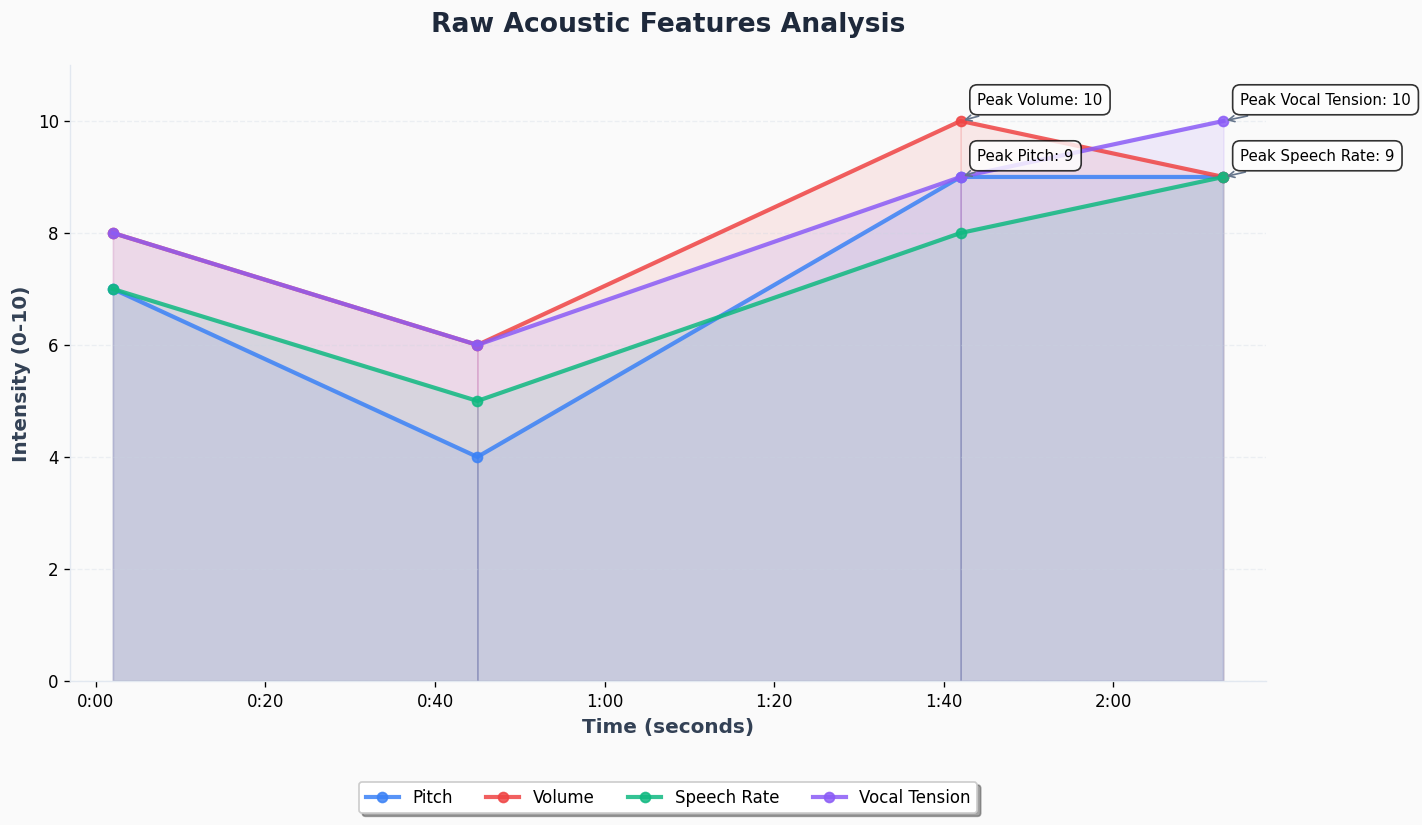 Raw Acoustic Features Analysis
Peak Volume: 10
Peak Vocal Tension: 10
Peak Pitch: 9
Peak Speech Rate: 9
Intensity (0-10)
10
8
6
4
2
0
0:00 0:20 0:40 1:00 1:20 1:40 2:00
Time (seconds)
Pitch Volume Speech Rate Vocal Tension